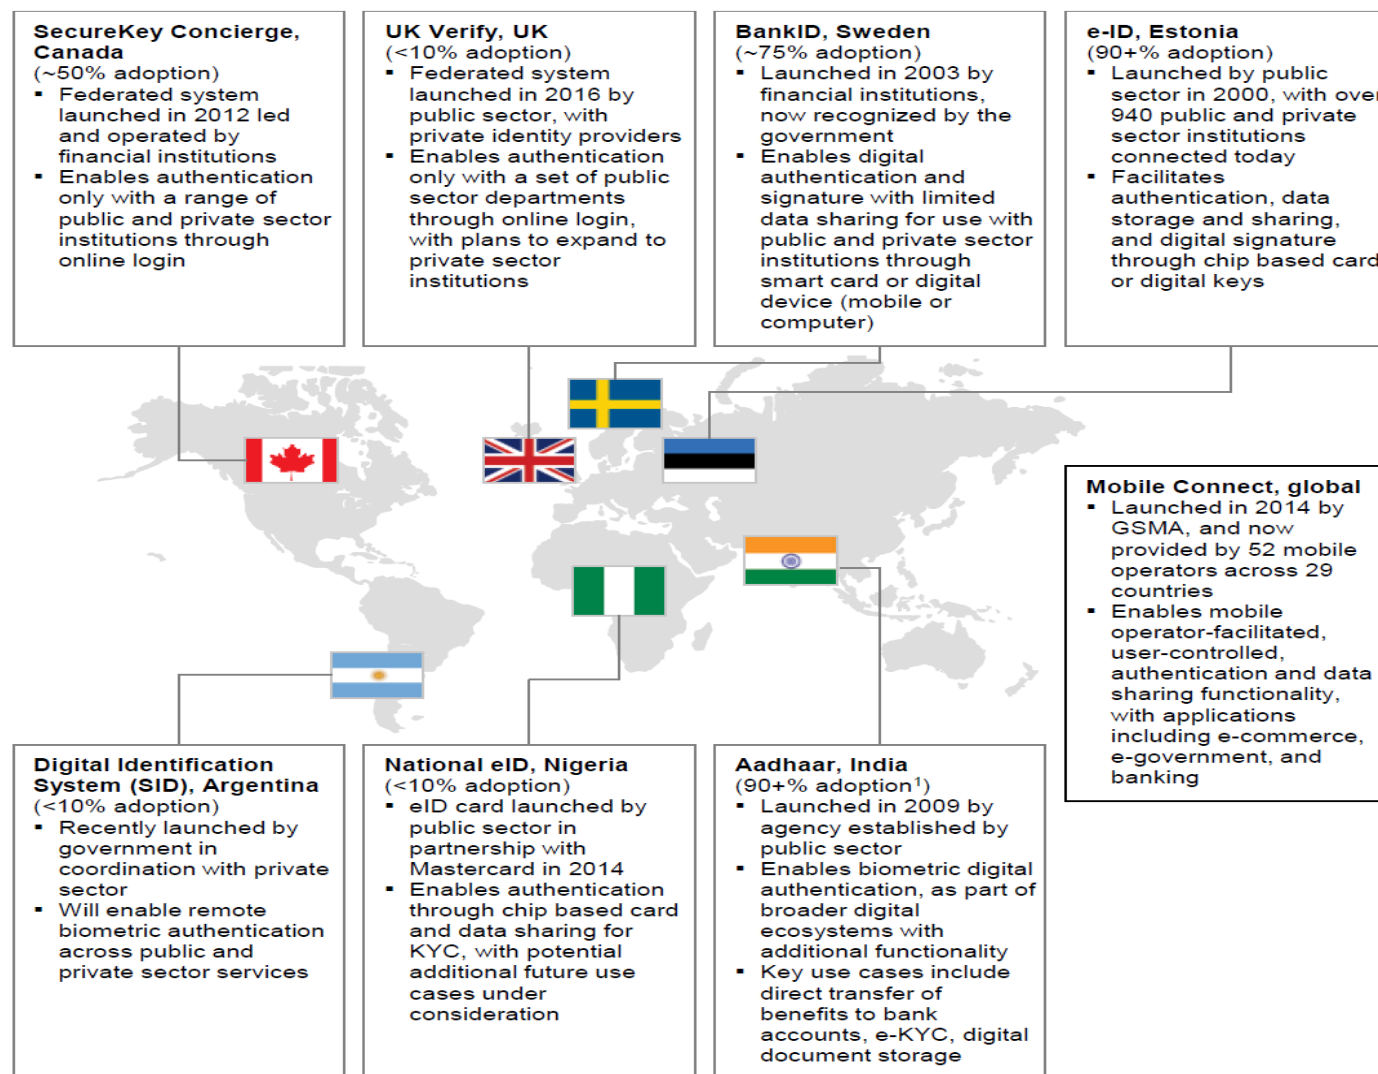 SecureKey Concierge,
Canada
(~50% adoption)
▪ Federated system
launched in 2012 led
and operated by
financial institutions
▪ Enables authentication
only with a range of
public and private sector
institutions through
online login
UK Verify, UK
(<10% adoption)
▪ Federated system
launched in 2016 by
public sector, with
private identity providers
▪ Enables authentication
only with a set of public
sector departments
through online login,
with plans to expand to
private sector
institutions
BankID, Sweden
(~75% adoption)
▪ Launched in 2003 by
financial institutions,
now recognized by the
government
▪ Enables digital
authentication and
signature with limited
data sharing for use with
public and private sector
institutions through
smart card or digital
device (mobile or
computer)
e-ID, Estonia
(90+% adoption)
▪ Launched by public
sector in 2000, with over
940 public and private
sector institutions
connected today
▪ Facilitates
authentication, data
storage and sharing,
and digital signature
through chip based card
or digital keys
Mobile Connect, global
▪ Launched in 2014 by
GSMA, and now
provided by 52 mobile
operators across 29
countries
▪ Enables mobile
operator-facilitated,
user-controlled,
authentication and data
sharing functionality,
with applications
including e-commerce,
e-government, and
banking
Digital Identification
System (SID), Argentina
(<10% adoption)
▪ Recently launched by
government in
coordination with private
sector
▪ Will enable remote
biometric authentication
across public and
private sector services
National eID, Nigeria
(<10% adoption)
▪ eID card launched by
public sector in
partnership with
Mastercard in 2014
▪ Enables authentication
through chip based card
and data sharing for
KYC, with potential
additional future use
cases under
consideration
Aadhaar, India
(90+% adoption¹)
▪ Launched in 2009 by
agency established by
public sector
▪ Enables biometric digital
authentication, as part of
broader digital
ecosystems with
additional functionality
▪ Key use cases include
direct transfer of
benefits to bank
accounts, e-KYC, digital
document storage